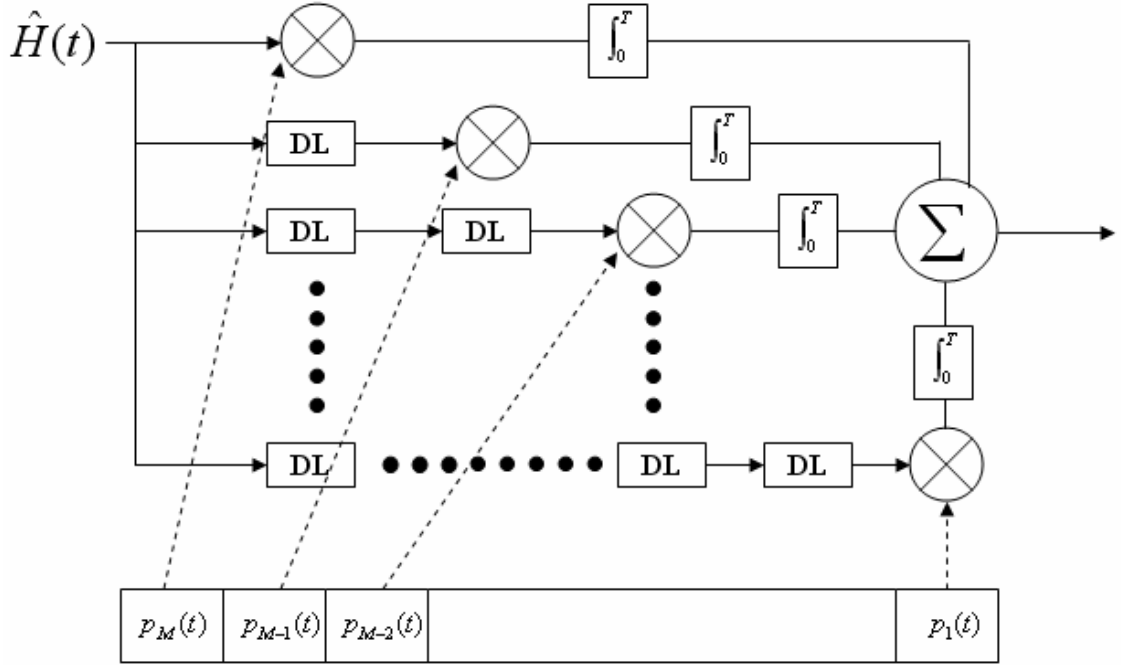 Ĥ(t)
∫₀ᵀ
DL
∫₀ᵀ
DL DL
∫₀ᵀ
Σ
∫₀ᵀ
DL DL DL
p_M(t) p_{M-1}(t) p_{M-2}(t) p_1(t)